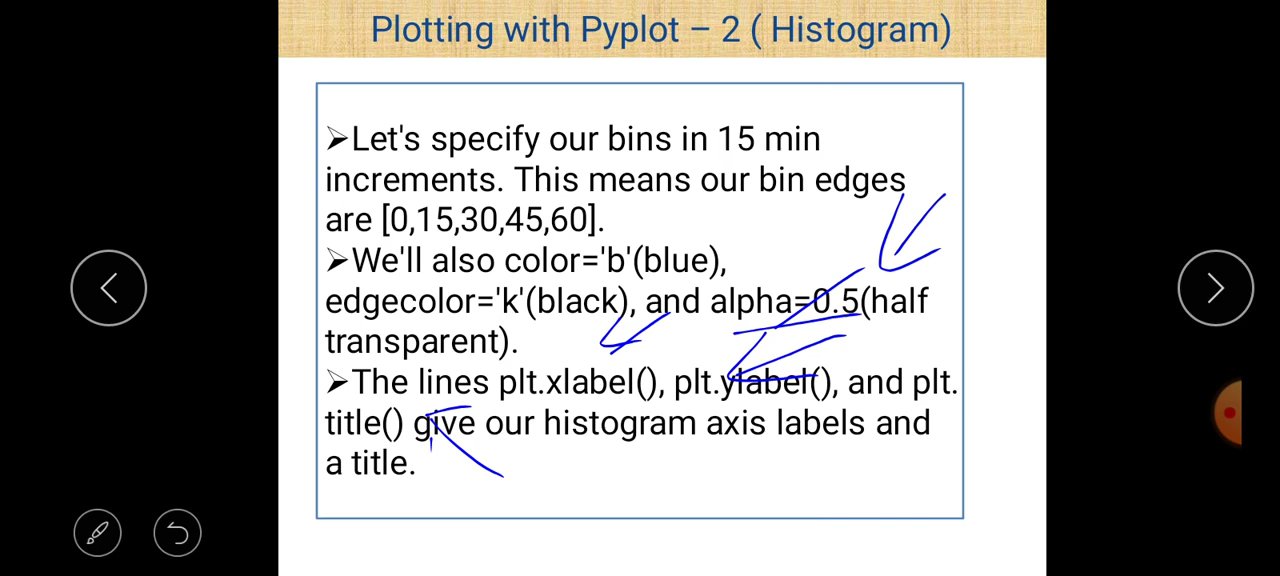 Plotting with Pyplot – 2 ( Histogram)
➢Let's specify our bins in 15 min
increments. This means our bin edges
are [0,15,30,45,60].
➢We'll also color='b'(blue),
edgecolor='k'(black), and alpha=0.5(half
transparent).
➢The lines plt.xlabel(), plt.ylabel(), and plt.
title() give our histogram axis labels and
a title.